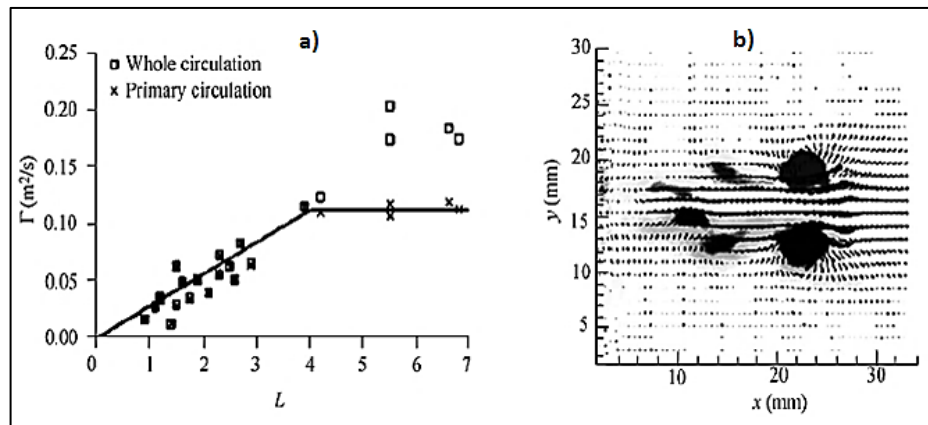 a)
Whole circulation
Primary circulation
0.25
0.20
0.15
0.10
0.05
0.00
Γ (m²/s)
0 1 2 3 4 5 6 7
L
b)
30
25
20
15
10
5
y (mm)
10 20 30
x (mm)